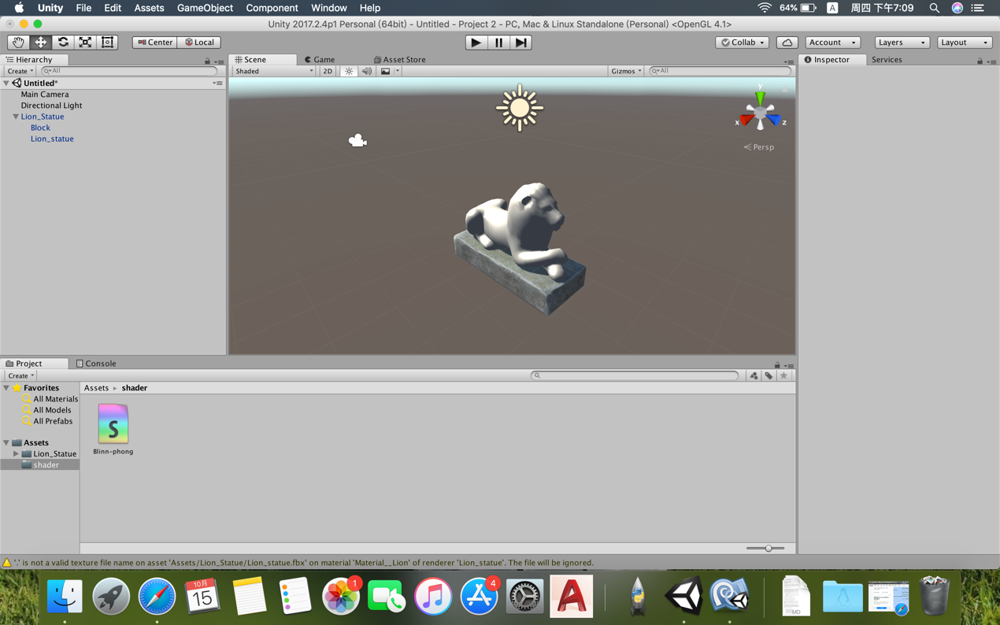 Unity File Edit Assets GameObject Component Window Help 64% A 周四 下午7:09
Unity 2017.2.4p1 Personal (64bit) - Untitled - Project 2 - PC, Mac & Linux Standalone (Personal) <OpenGL 4.1>
Center Local Collab Account Layers Layout
Hierarchy Scene Game Asset Store Inspector Services
Create All Shaded 2D Gizmos All
Untitled*
Main Camera
Directional Light
Lion_Statue
Block
Lion_statue
y
x z
Persp
Project Console
Create
Favorites Assets shader
All Materials
All Models
All Prefabs
Assets
Lion_Statue
shader
S
Blinn-phong
'.' is not a valid texture file name on asset 'Assets/Lion_Statue/Lion_statue.fbx' on material 'Material__Lion' of renderer 'Lion_statue'. The file will be ignored.
10月
15
1
4
MD